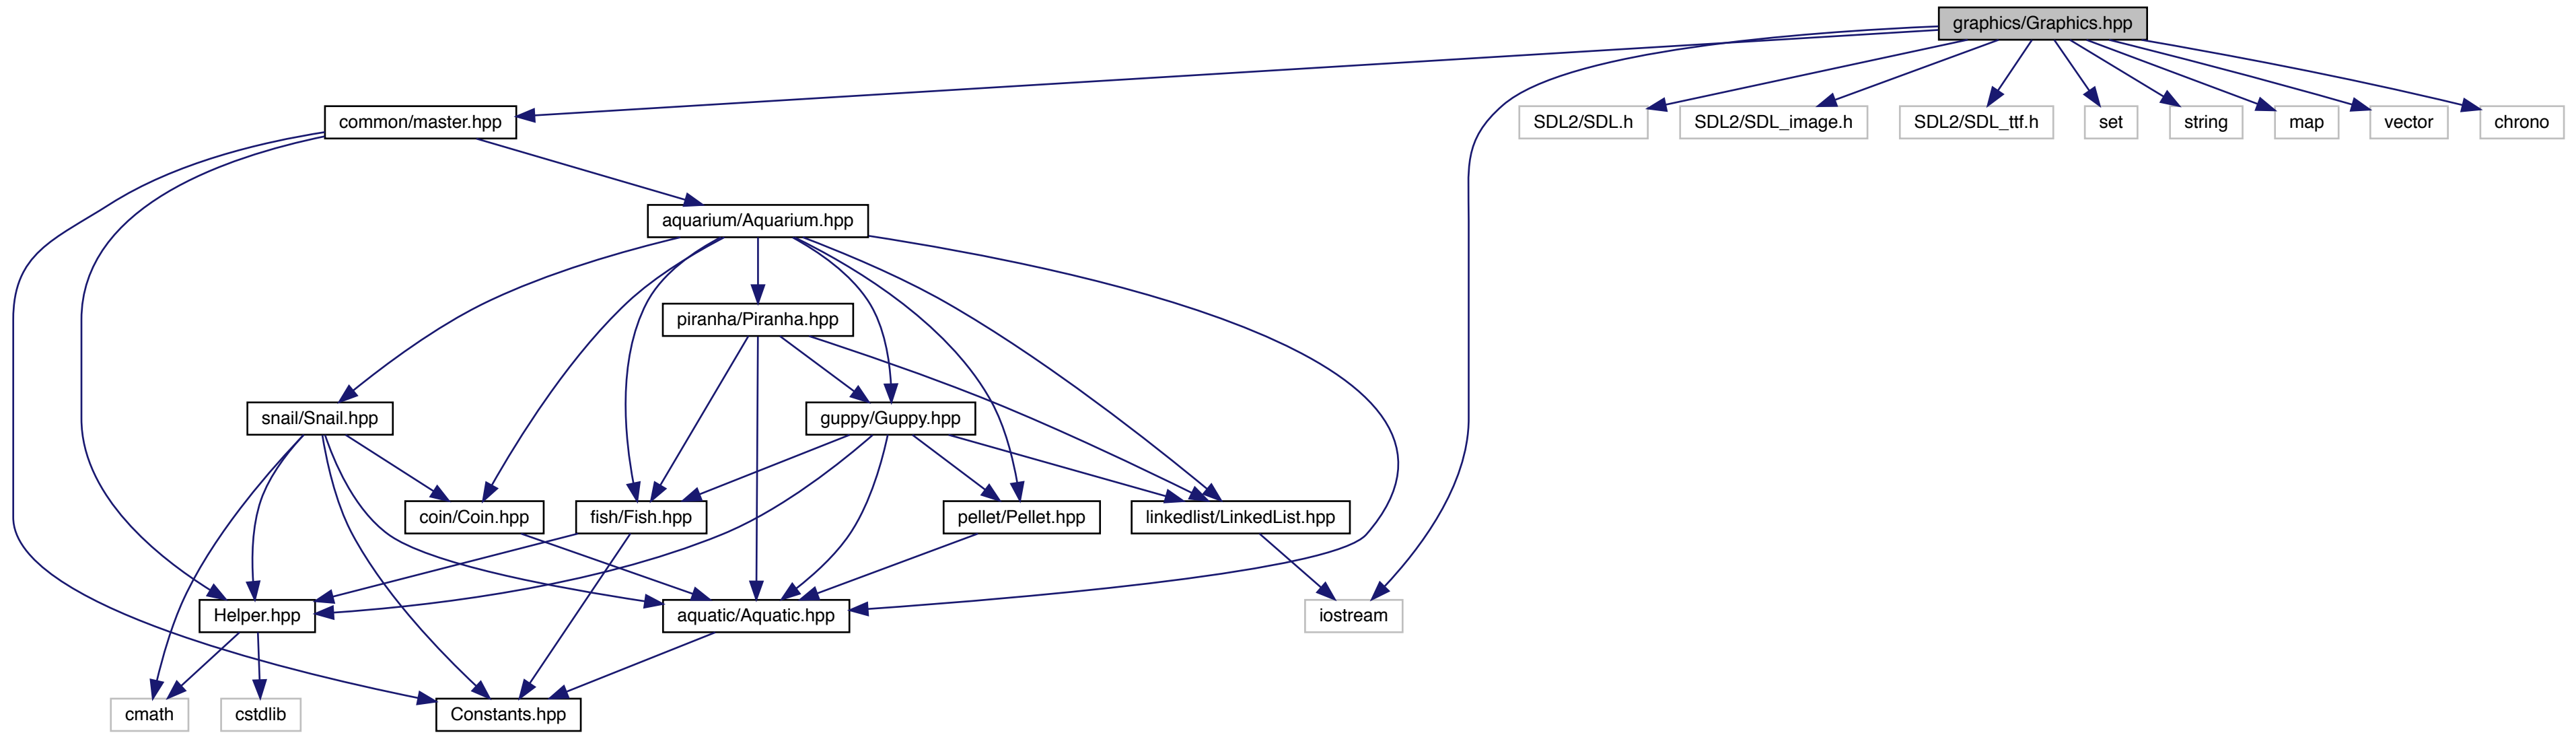 graphics/Graphics.hpp
common/master.hpp
SDL2/SDL.h
SDL2/SDL_image.h
SDL2/SDL_ttf.h
set
string
map
vector
chrono
aquarium/Aquarium.hpp
piranha/Piranha.hpp
snail/Snail.hpp
guppy/Guppy.hpp
coin/Coin.hpp
fish/Fish.hpp
pellet/Pellet.hpp
linkedlist/LinkedList.hpp
Helper.hpp
aquatic/Aquatic.hpp
iostream
cmath
cstdlib
Constants.hpp